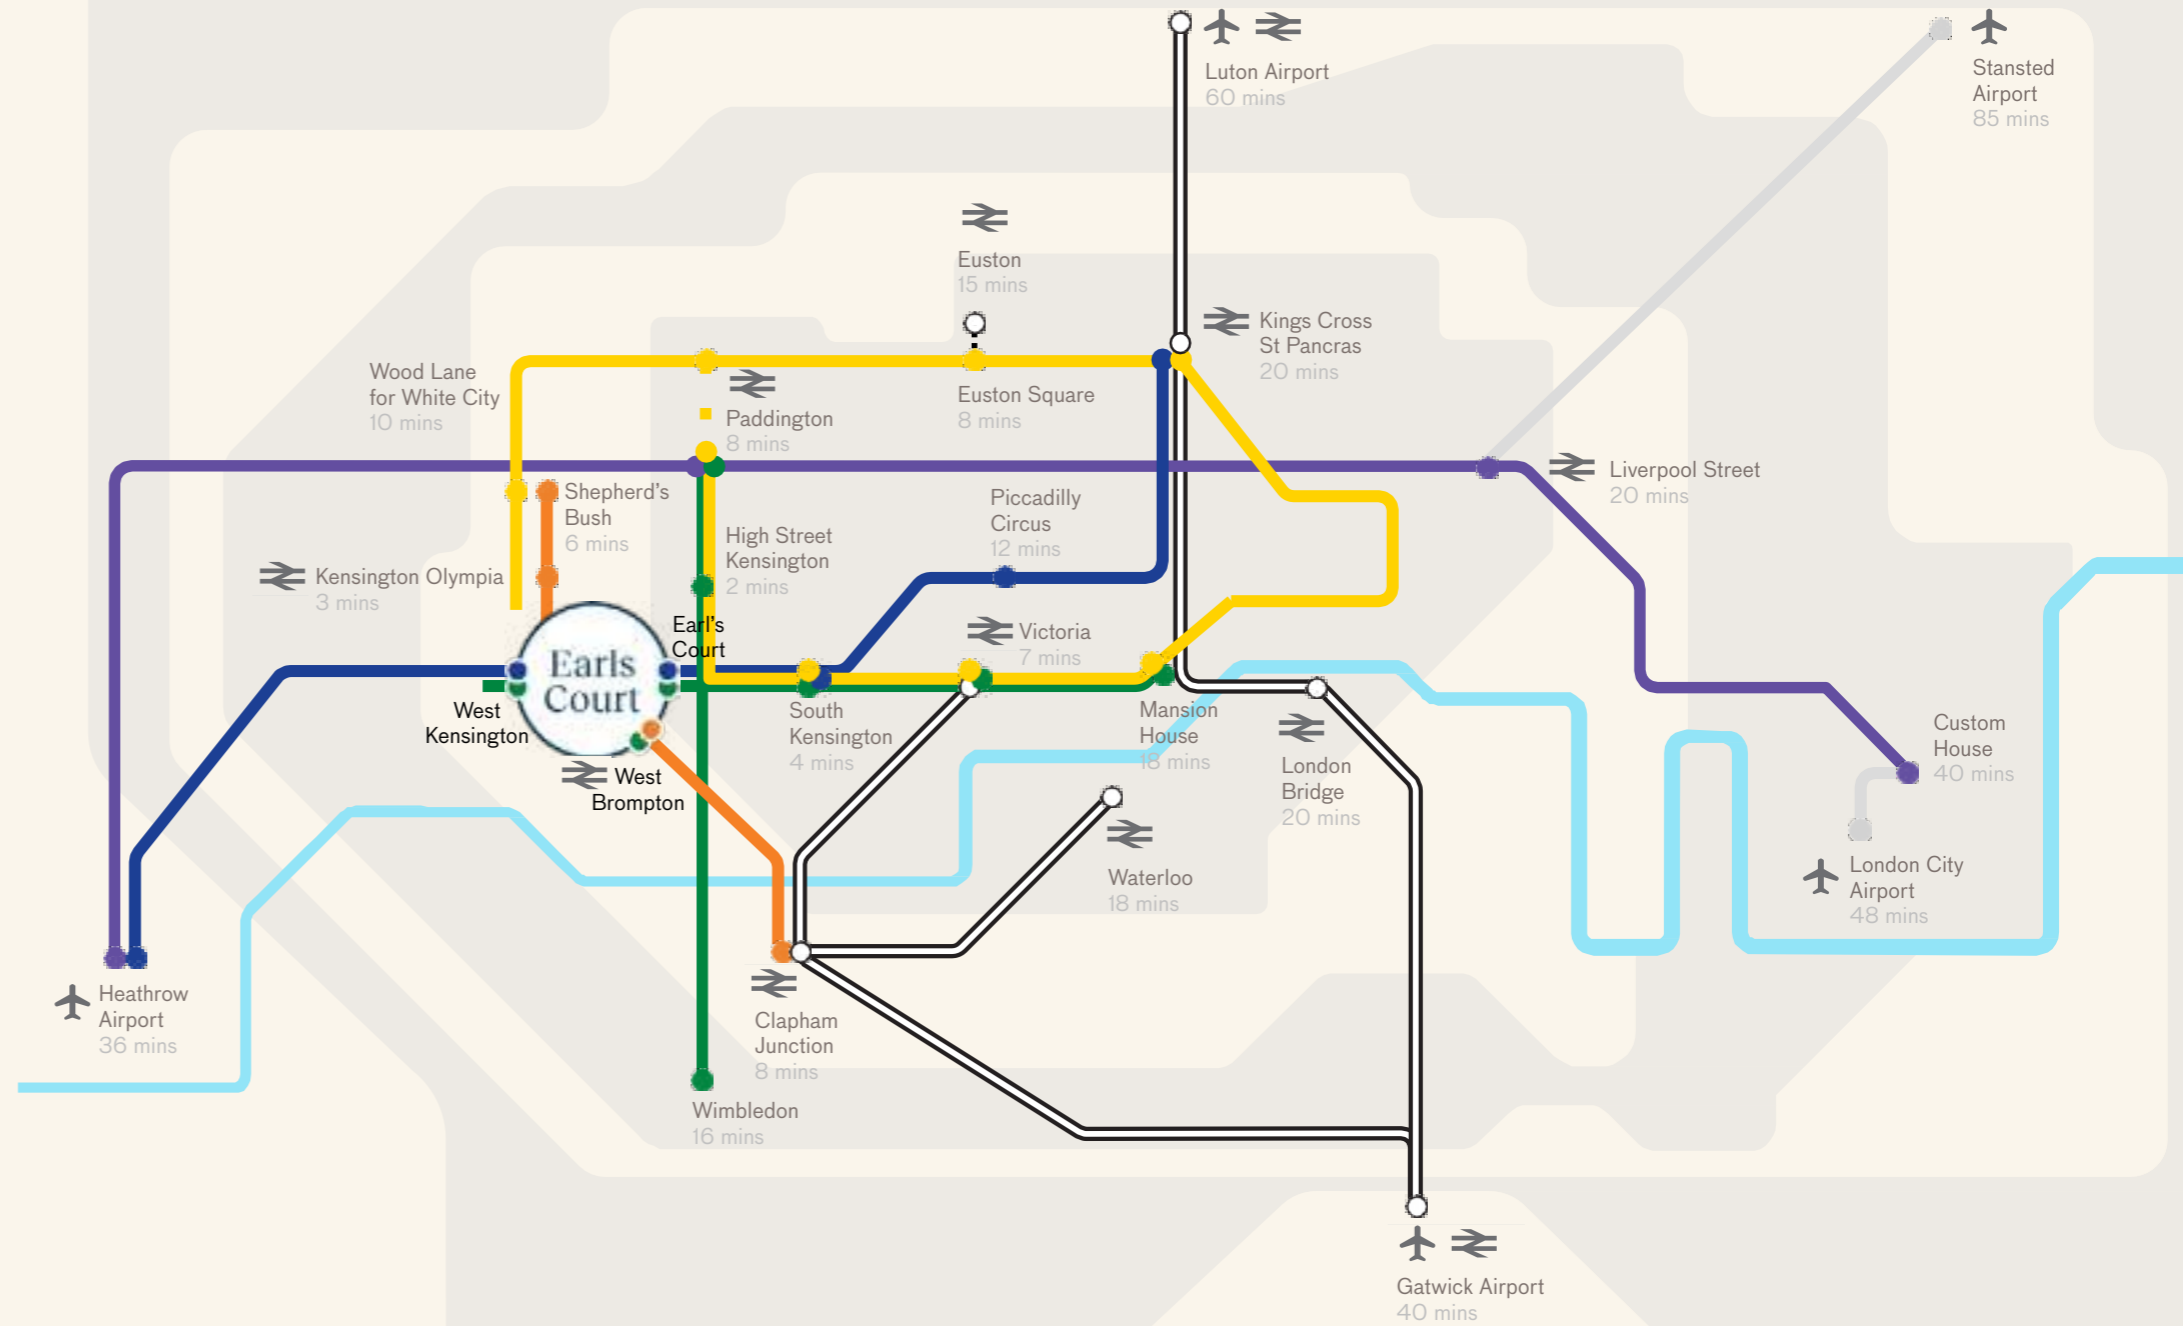 Luton Airport
60 mins
Stansted
Airport
85 mins
Euston
15 mins
Kings Cross
St Pancras
20 mins
Wood Lane
for White City
10 mins
Euston Square
8 mins
Paddington
8 mins
Liverpool Street
20 mins
Shepherd's
Bush
6 mins
Piccadilly
Circus
12 mins
High Street
Kensington
2 mins
Kensington Olympia
3 mins
Earl's
Court
Victoria
7 mins
Earls
Court
West
Kensington
South
Kensington
4 mins
Mansion
House
18 mins
Custom
House
40 mins
West
Brompton
London
Bridge
20 mins
Waterloo
18 mins
London City
Airport
48 mins
Heathrow
Airport
36 mins
Clapham
Junction
8 mins
Wimbledon
16 mins
Gatwick Airport
40 mins